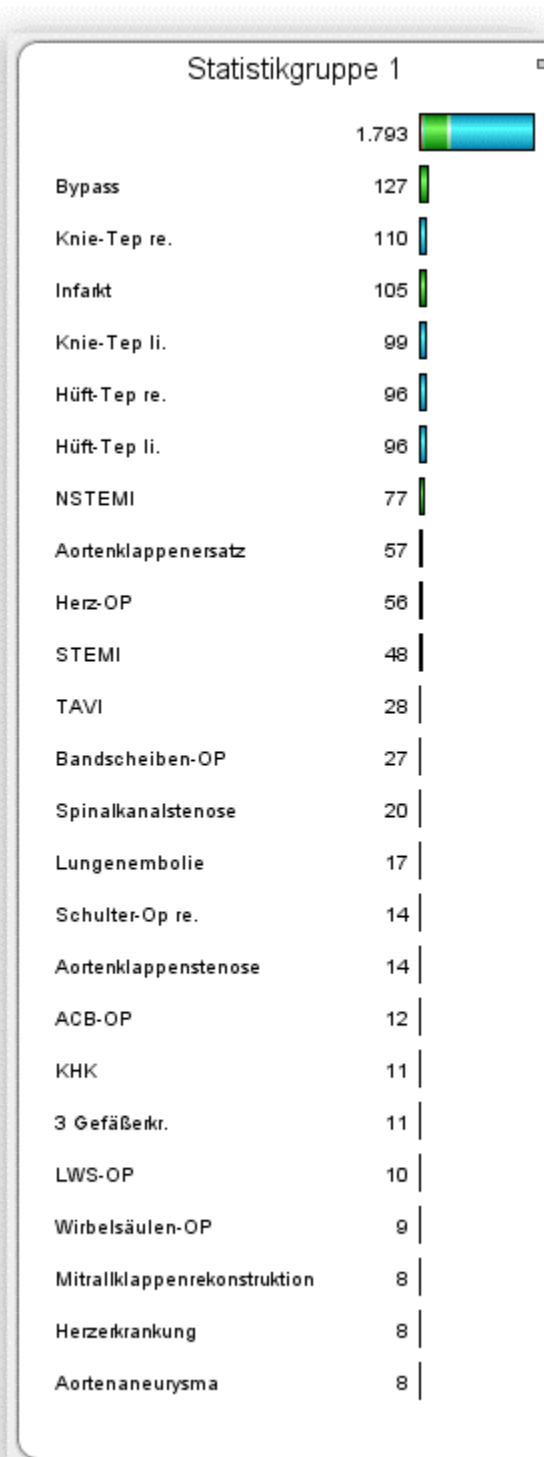 Statistikgruppe 1
1.793
Bypass 127
Knie-Tep re. 110
Infarkt 105
Knie-Tep li. 99
Hüft-Tep re. 96
Hüft-Tep li. 96
NSTEMI 77
Aortenklappenersatz 57
Herz-OP 56
STEMI 48
TAVI 28
Bandscheiben-OP 27
Spinalkanalstenose 20
Lungenembolie 17
Schulter-Op re. 14
Aortenklappenstenose 14
ACB-OP 12
KHK 11
3 Gefäßerkr. 11
LWS-OP 10
Wirbelsäulen-OP 9
Mitrallklappenrekonstruktion 8
Herzerkrankung 8
Aortenaneurysma 8